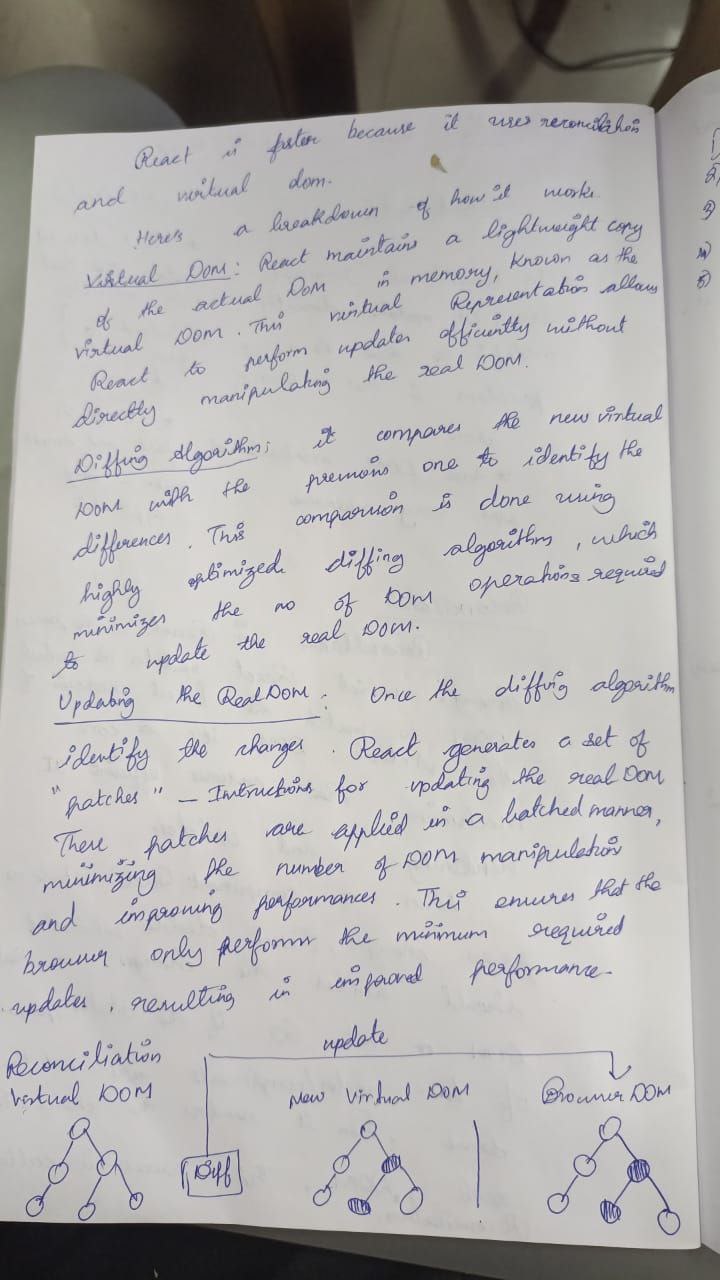 React is faster because it uses reconcilation
and virtual dom.
Here's a breakdown of how it works
Virtual Dom: React maintains a lightweight copy
of the actual Dom in memory, known as the
virtual Dom. This virtual Representation allows
React to perform updates efficiently without
directly manipulating the real Dom.
Diffing Algorithm: it compares the new virtual
Dom with the previous one to identify the
differences. This comparision is done using
highly optimized diffing algorithm, which
minimizes the no of Dom operations required
to update the real Dom.
Updating the Real Dom: Once the diffing algorithm
identify the changes. React generates a set of
"patches" - Instructions for updating the real Dom
These patches are applied in a batched manner,
minimizing the number of DOM manipulation
and improving performances. This ensures that the
browser only performs the minimum required
updates, resulting in improved performance.
update
Reconciliation
Virtual DOM New Virtual DOM Browser DOM
Diff
2)
3)
4)
5)